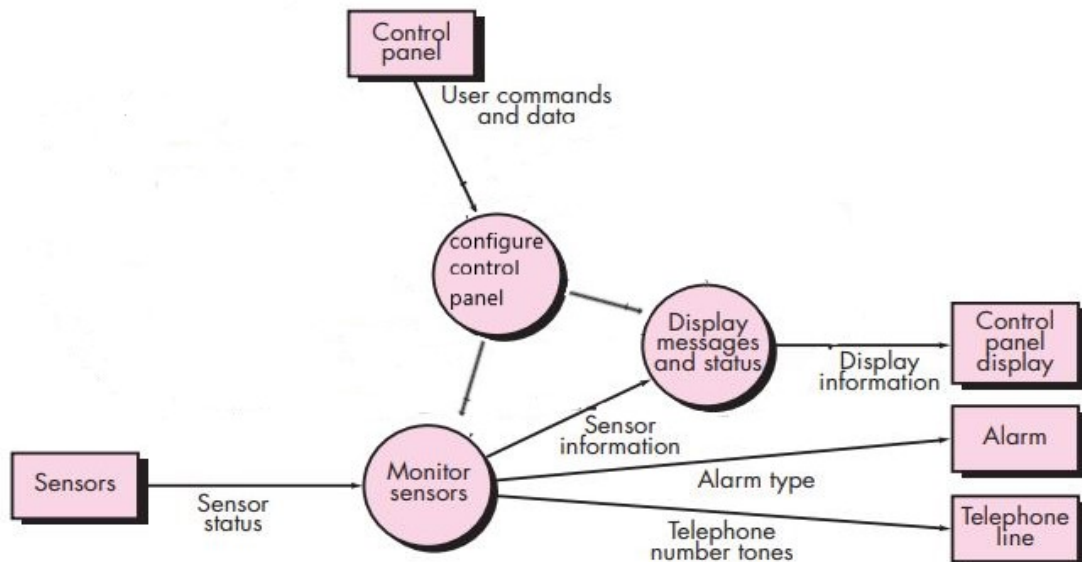 Control
panel
User commands
and data
configure
control
panel
Display
messages
and status
Control
panel
display
Display
information
Sensor
information
Alarm
Sensors
Sensor
status
Monitor
sensors
Alarm type
Telephone
number tones
Telephone
line